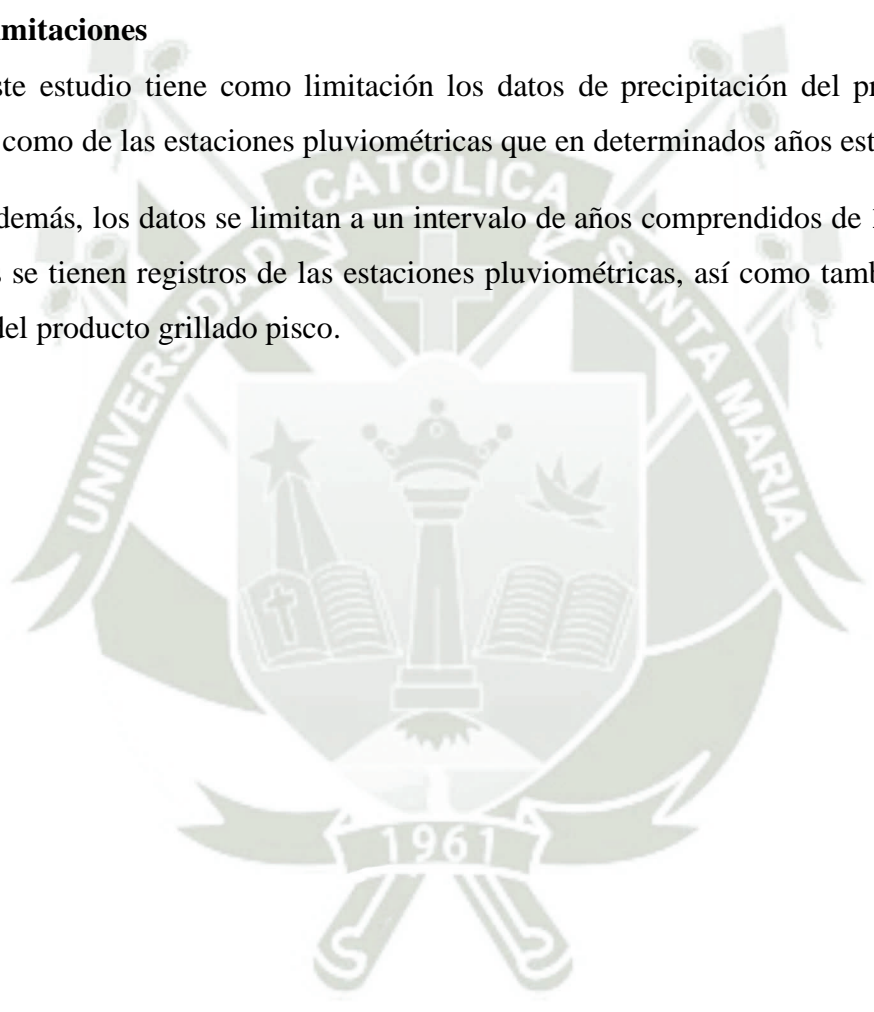 mitaciones
ste estudio tiene como limitación los datos de precipitación del pr
como de las estaciones pluviométricas que en determinados años est
demás, los datos se limitan a un intervalo de años comprendidos de
s se tienen registros de las estaciones pluviométricas, así como tamb
del producto grillado pisco.
UNIVERSIDAD CATOLICA SANTA MARIA
1961